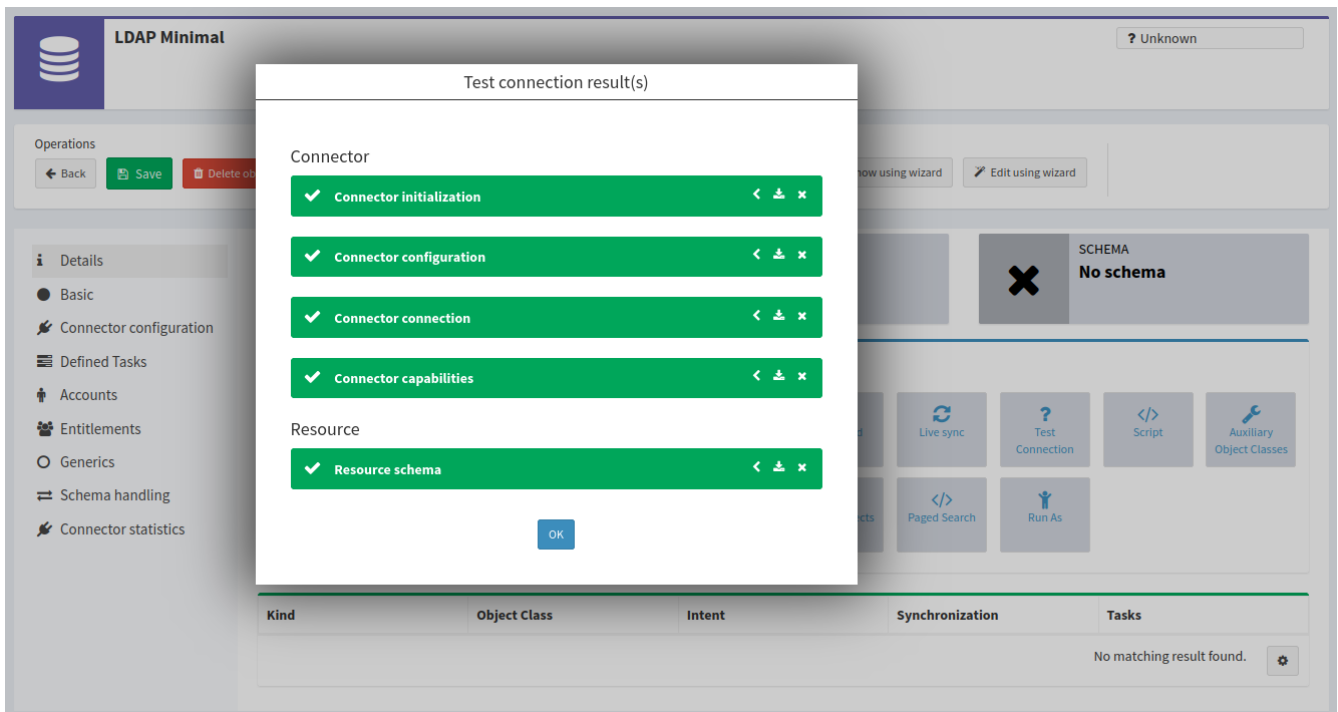 LDAP Minimal
? Unknown
Test connection result(s)
Operations
Back
Save
Delete ob
how using wizard
Edit using wizard
Connector
Connector initialization
Connector configuration
Connector connection
Connector capabilities
Resource
Resource schema
OK
Details
Basic
Connector configuration
Defined Tasks
Accounts
Entitlements
Generics
Schema handling
Connector statistics
SCHEMA
No schema
Live sync
?
Test
Connection
</>
Script
Auxiliary
Object Classes
cts
</>
Paged Search
Run As
Kind Object Class Intent Synchronization Tasks
No matching result found.